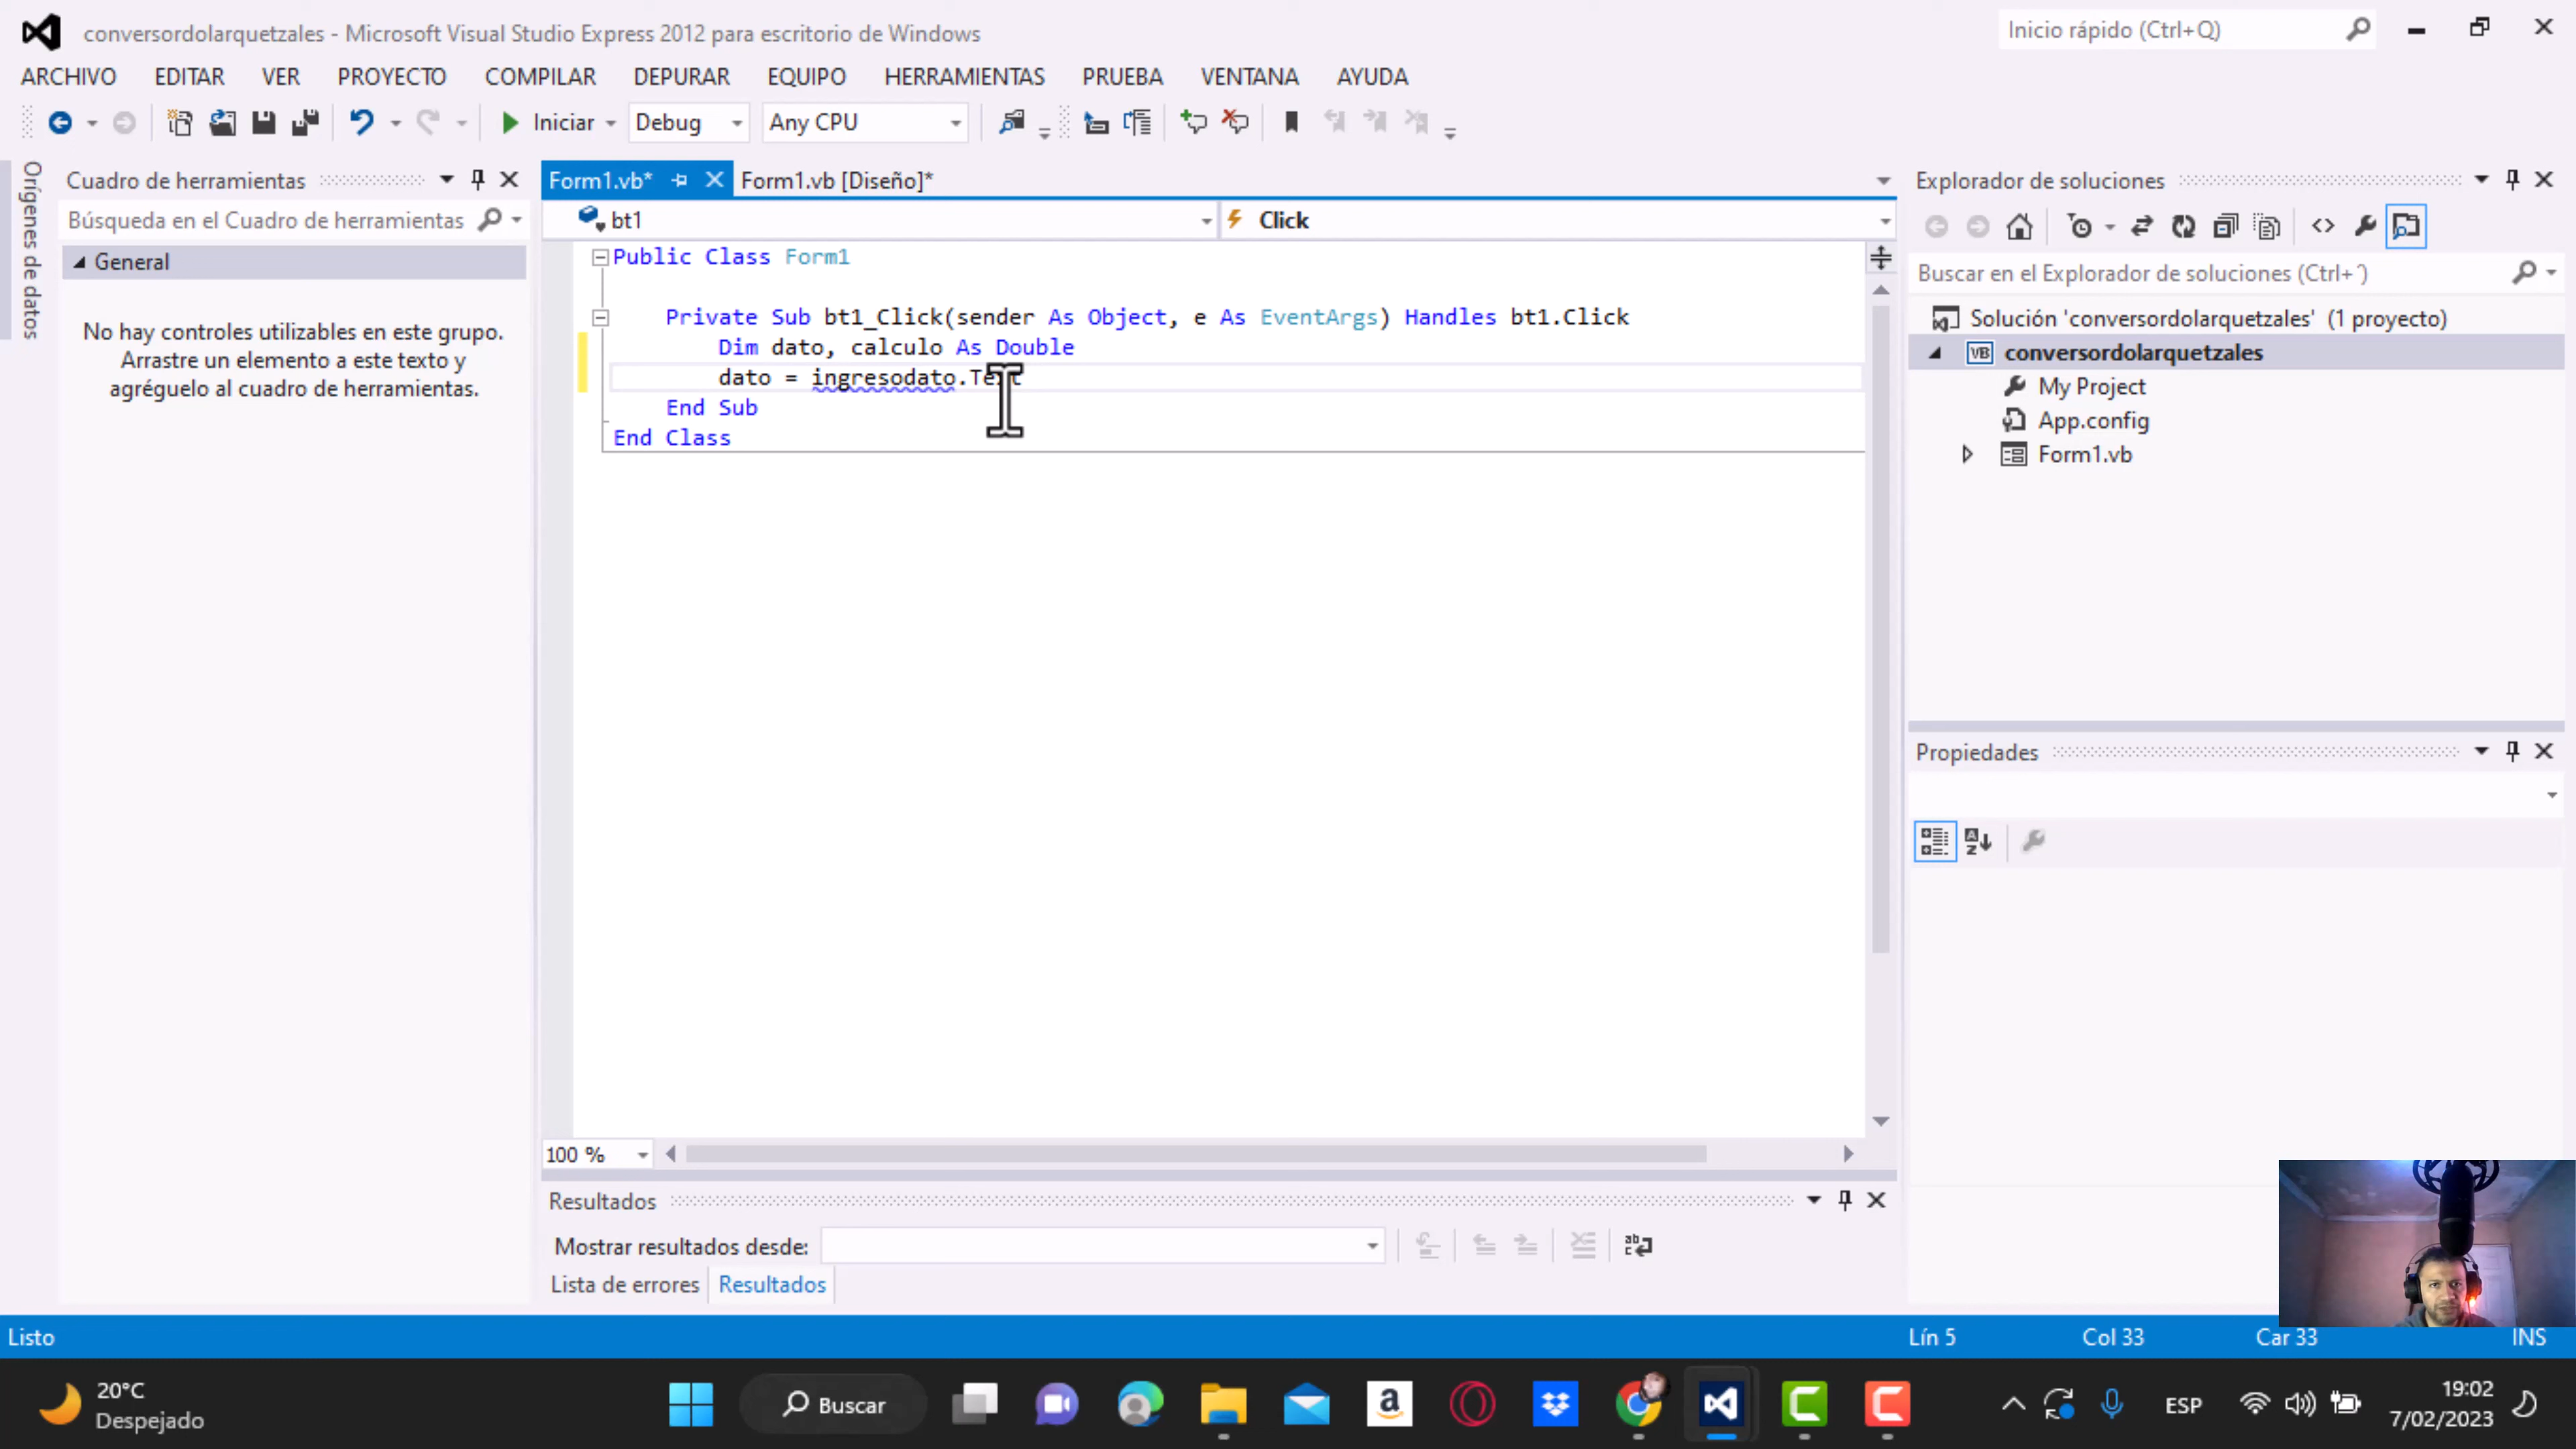 conversordolarquetzales - Microsoft Visual Studio Express 2012 para escritorio de Windows
Inicio rápido (Ctrl+Q)
ARCHIVO EDITAR VER PROYECTO COMPILAR DEPURAR EQUIPO HERRAMIENTAS PRUEBA VENTANA AYUDA
Iniciar Debug Any CPU
Orígenes de datos
Cuadro de herramientas
Búsqueda en el Cuadro de herramientas
General
No hay controles utilizables en este grupo.
Arrastre un elemento a este texto y
agréguelo al cuadro de herramientas.
Form1.vb* Form1.vb [Diseño]*
bt1 Click
Public Class Form1
Private Sub bt1_Click(sender As Object, e As EventArgs) Handles bt1.Click
Dim dato, calculo As Double
dato = ingresodato.Text
End Sub
End Class
100 %
Resultados
Mostrar resultados desde:
Lista de errores Resultados
Explorador de soluciones
Buscar en el Explorador de soluciones (Ctrl+´)
Solución 'conversordolarquetzales' (1 proyecto)
VB conversordolarquetzales
My Project
App.config
Form1.vb
Propiedades
Listo Lín 5 Col 33 Car 33 INS
20°C
Despejado
Buscar
ESP
19:02
7/02/2023